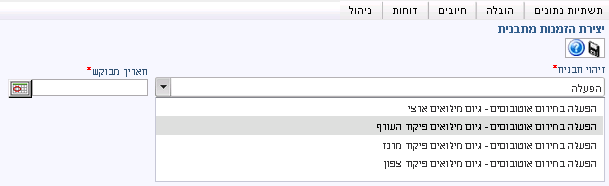 תשתיות נתונים | הובלה | חיובים | דוחות | ניהול
יצירת הזמנות מתבנית
זיהוי תבנית* תאריך מבוקש*
הפעלה
הפעלה בחירום אוטובוסים - גיוס מילואים ארצי
הפעלה בחירום אוטובוסים - גיוס מילואים פיקוד העורף
הפעלה בחירום אוטובוסים - גיוס מילואים פיקוד מרכז
הפעלה בחירום אוטובוסים - גיוס מילואים פיקוד צפון